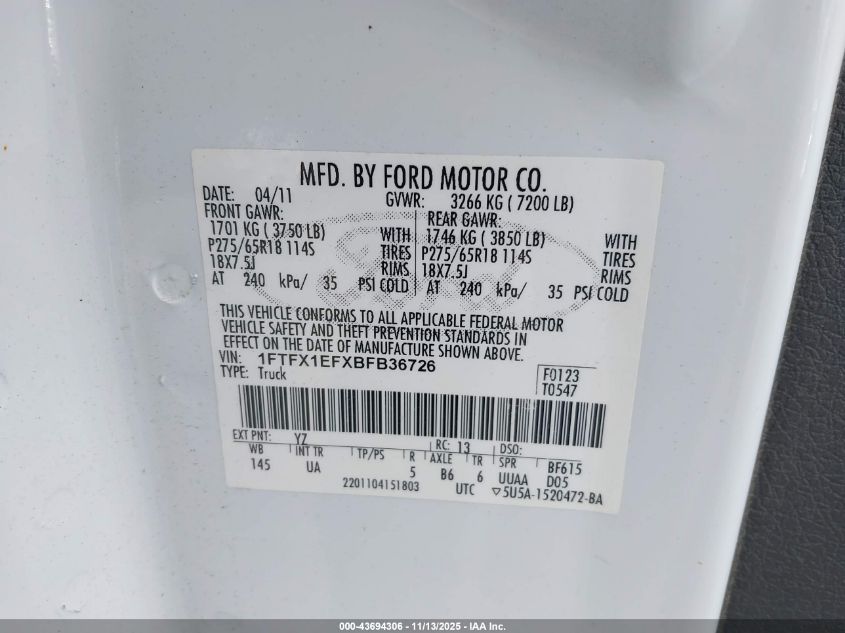 MFD. BY FORD MOTOR CO.
DATE: 04/11 GVWR: 3266 KG ( 7200 LB)
FRONT GAWR: REAR GAWR:
1701 KG ( 3750 LB) WITH 1746 KG ( 3850 LB) WITH
P275/65R18 114S TIRES P275/65R18 114S TIRES
18X7.5J RIMS 18X7.5J RIMS
AT 240 kPa/ 35 PSI COLD AT 240 kPa/ 35 PSI COLD
THIS VEHICLE CONFORMS TO ALL APPLICABLE FEDERAL MOTOR
VEHICLE SAFETY AND THEFT PREVENTION STANDARDS IN
EFFECT ON THE DATE OF MANUFACTURE SHOWN ABOVE.
VIN: 1FTFX1EFXBFB36726 F0123
TYPE: Truck T0547
EXT PNT: YZ RC: 13 DSO:
WB INT TR TP/PS R AXLE TR SPR BF615
145 UA 5 B6 6 UUAA D05
2201104151803 UTC ▽5U5A-1520472-BA
000-43694306 - 11/13/2025 - IAA Inc.